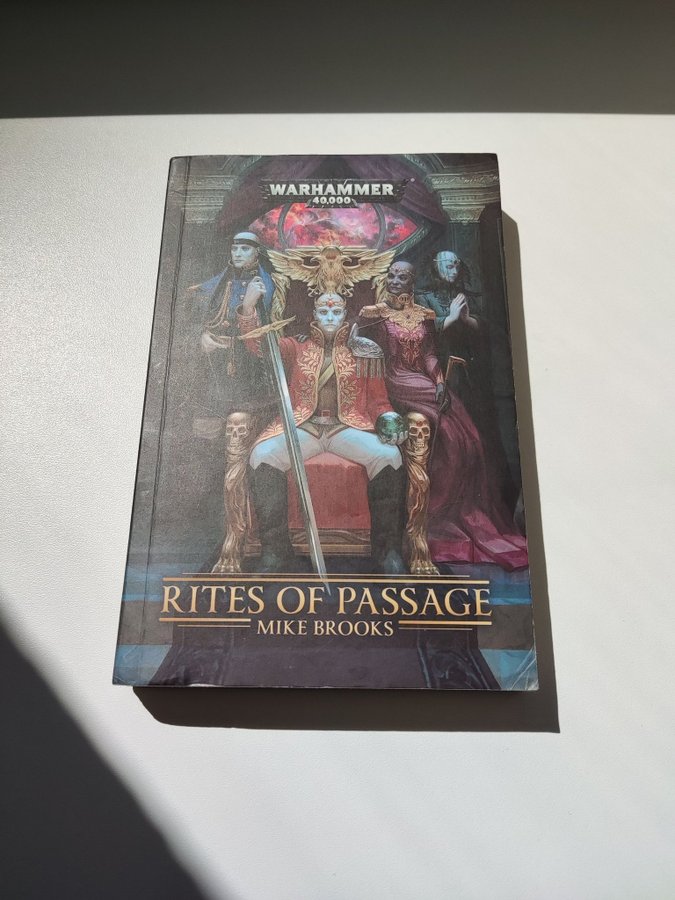 WARHAMMER
40,000
RITES OF PASSAGE
MIKE BROOKS